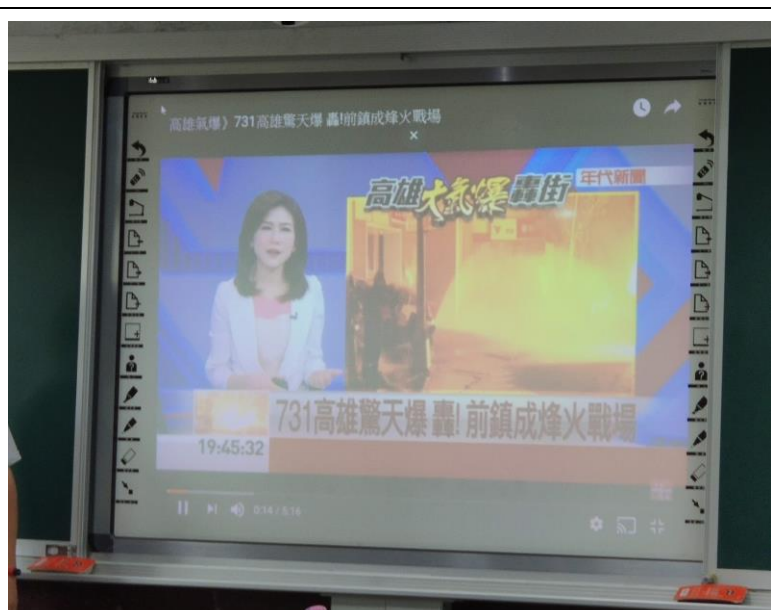 高雄氣爆》731高雄驚天爆 轟!前鎮成烽火戰場
高雄大氣爆轟街
年代新聞
731高雄驚天爆 轟! 前鎮成烽火戰場
19:45:32
0:14 / 5:16